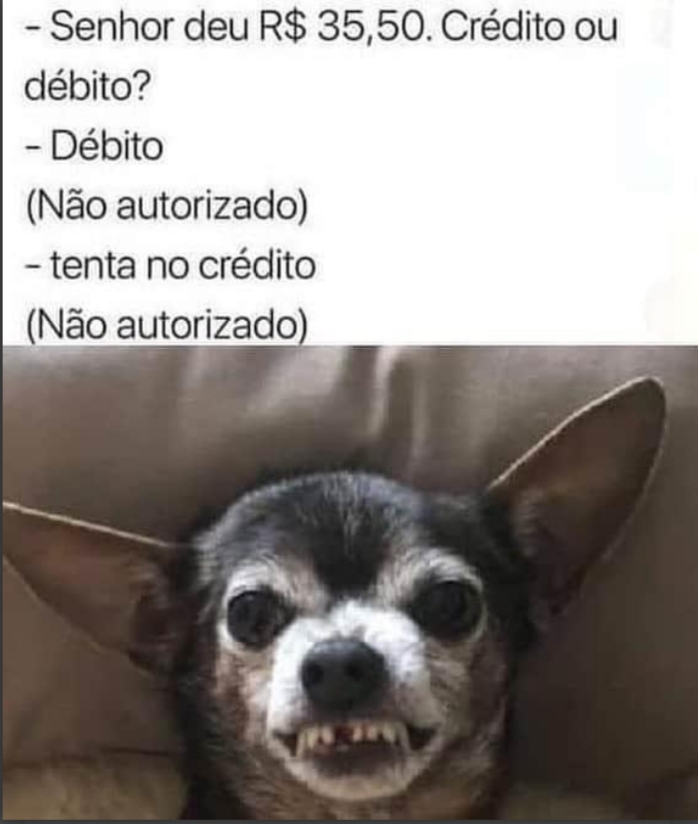 - Senhor deu R$ 35,50. Crédito ou
débito?
- Débito
(Não autorizado)
- tenta no crédito
(Não autorizado)